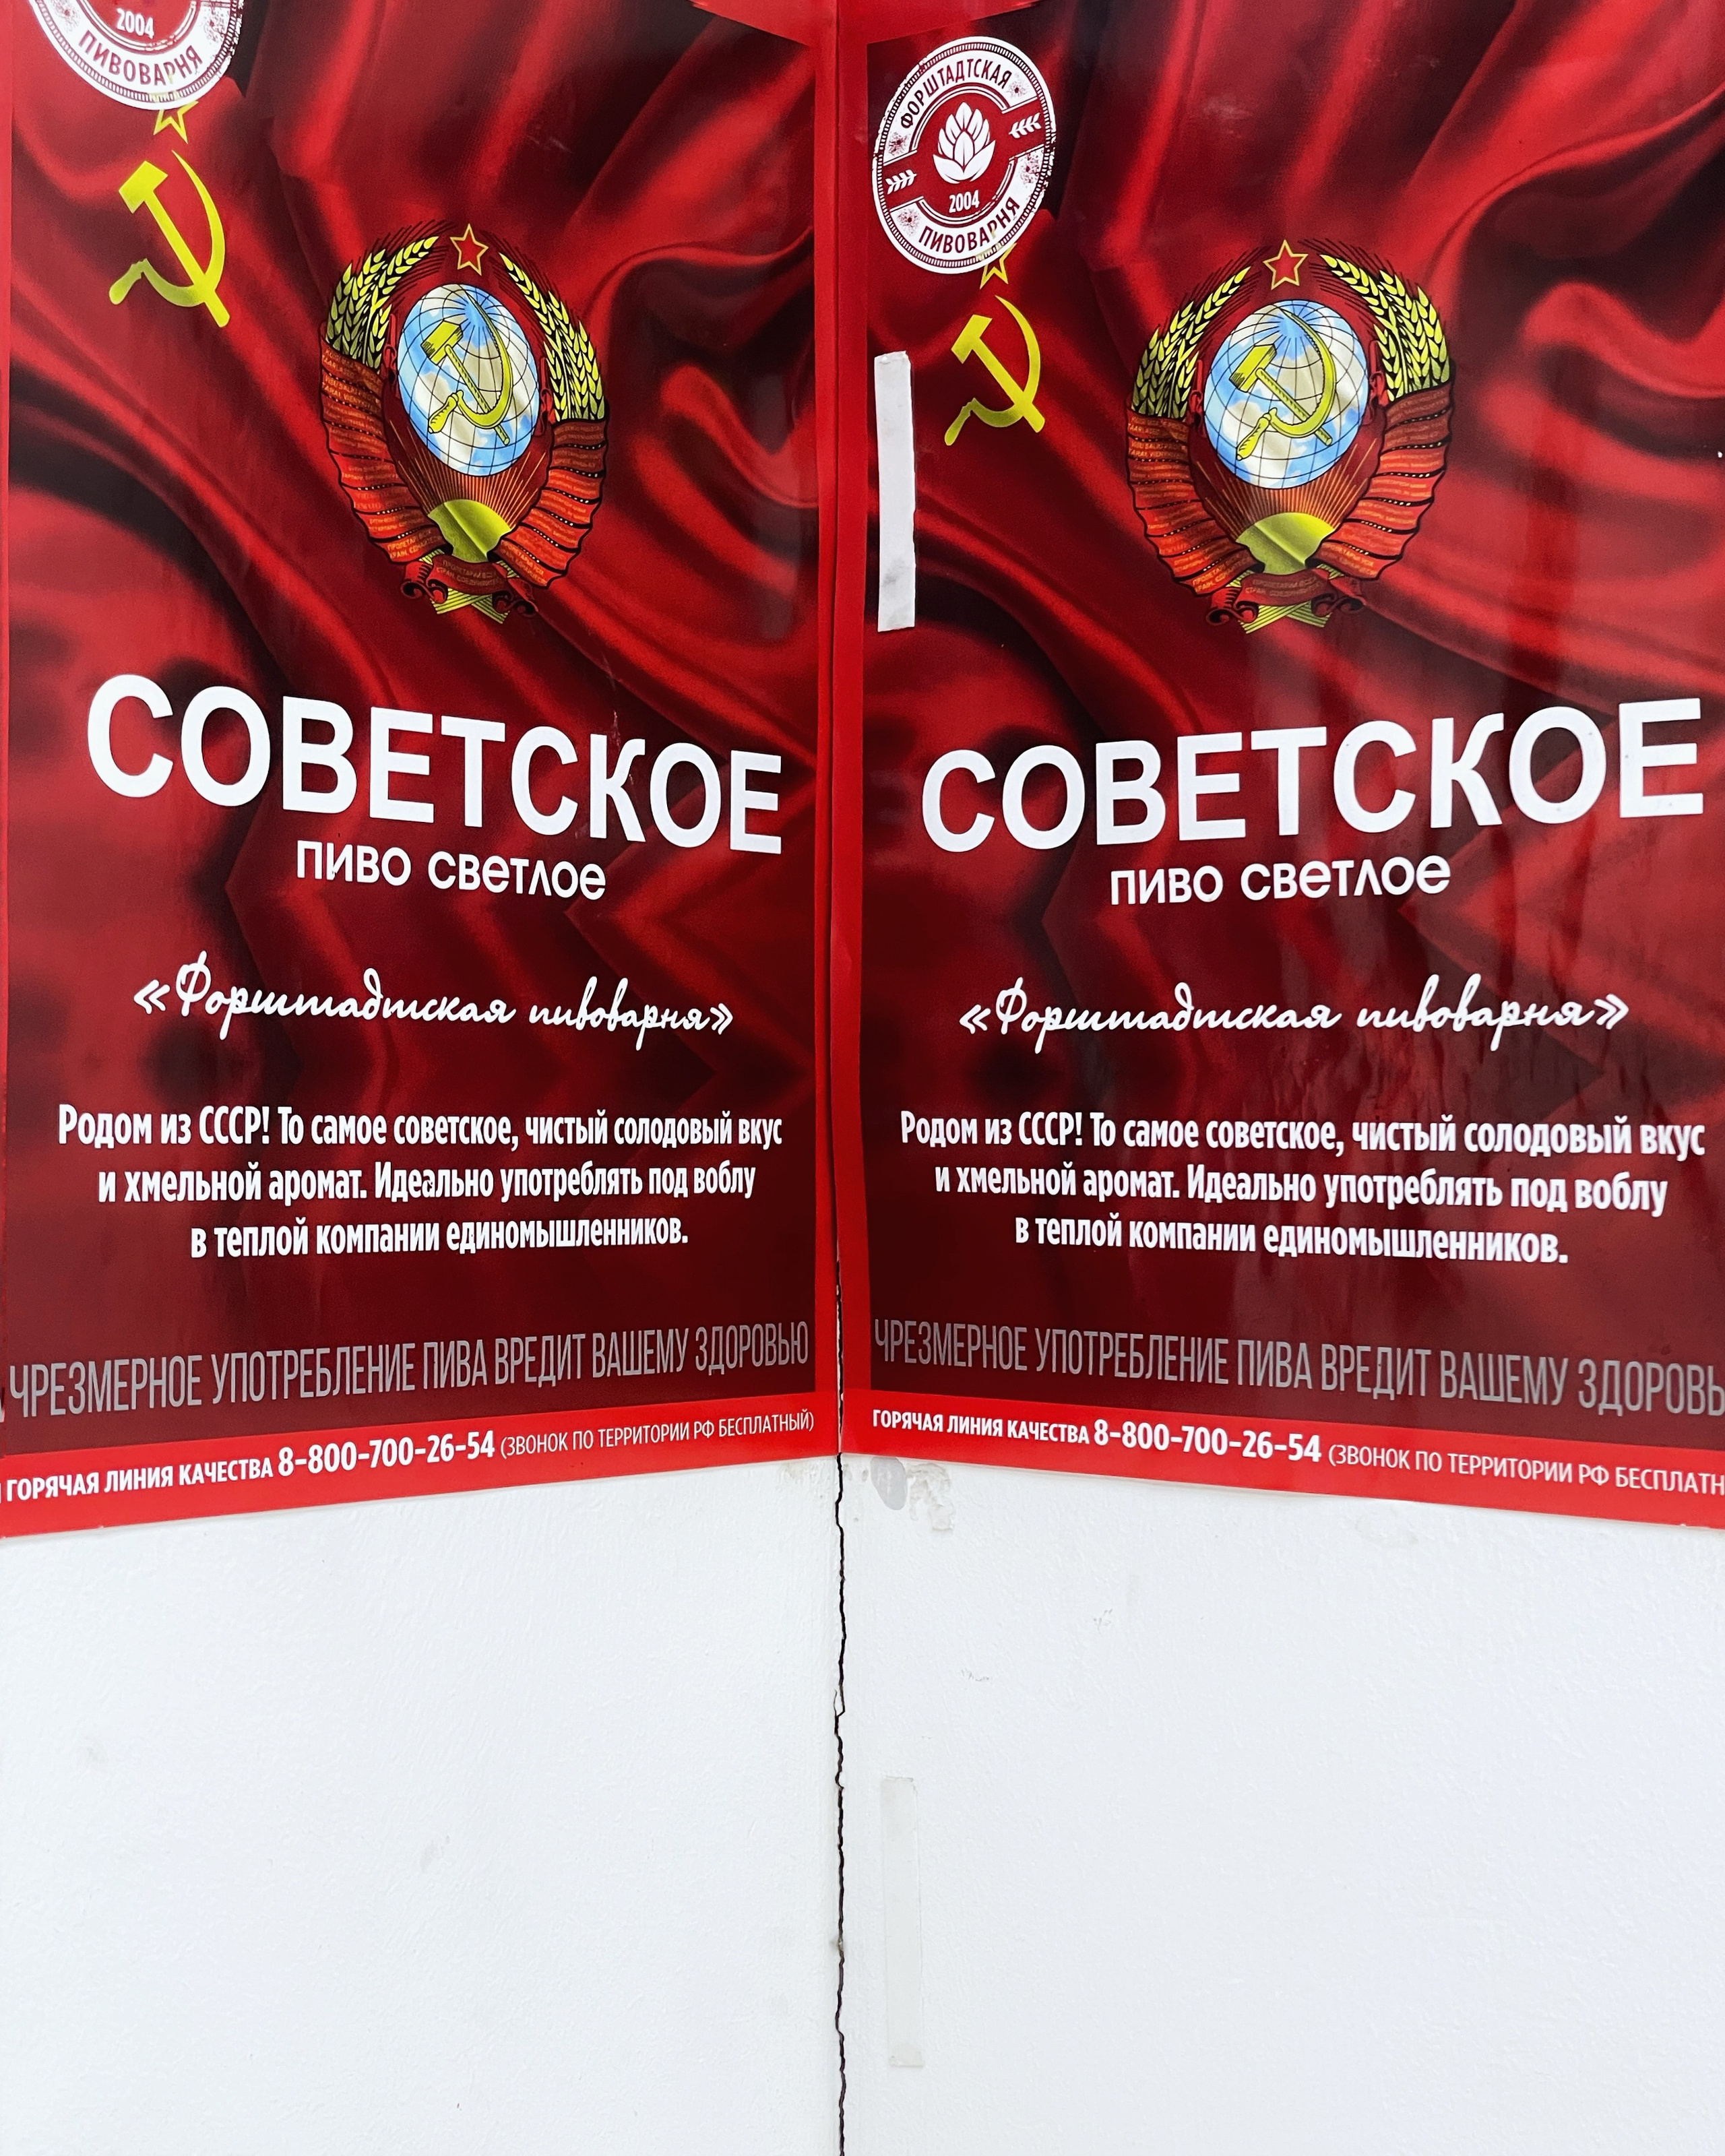 2004
ПИВОВАРНЯ
СОВЕТСКОЕ
пиво светлое
«Форштадтская пивоварня»
Родом из СССР! То самое советское, чистый солодовый вкус
и хмельной аромат. Идеально употреблять под воблу
в теплой компании единомышленников.
ЧРЕЗМЕРНОЕ УПОТРЕБЛЕНИЕ ПИВА ВРЕДИТ ВАШЕМУ ЗДОРОВЬЮ
ГОРЯЧАЯ ЛИНИЯ КАЧЕСТВА 8-800-700-26-54 (ЗВОНОК ПО ТЕРРИТОРИИ РФ БЕСПЛАТНЫЙ)
ФОРШТАДТСКАЯ
2004
ПИВОВАРНЯ
СОВЕТСКОЕ
пиво светлое
«Форштадтская пивоварня»
Родом из СССР! То самое советское, чистый солодовый вкус
и хмельной аромат. Идеально употреблять под воблу
в теплой компании единомышленников.
ЧРЕЗМЕРНОЕ УПОТРЕБЛЕНИЕ ПИВА ВРЕДИТ ВАШЕМУ ЗДОРОВЬ
ГОРЯЧАЯ ЛИНИЯ КАЧЕСТВА 8-800-700-26-54 (ЗВОНОК ПО ТЕРРИТОРИИ РФ БЕСПЛАТН